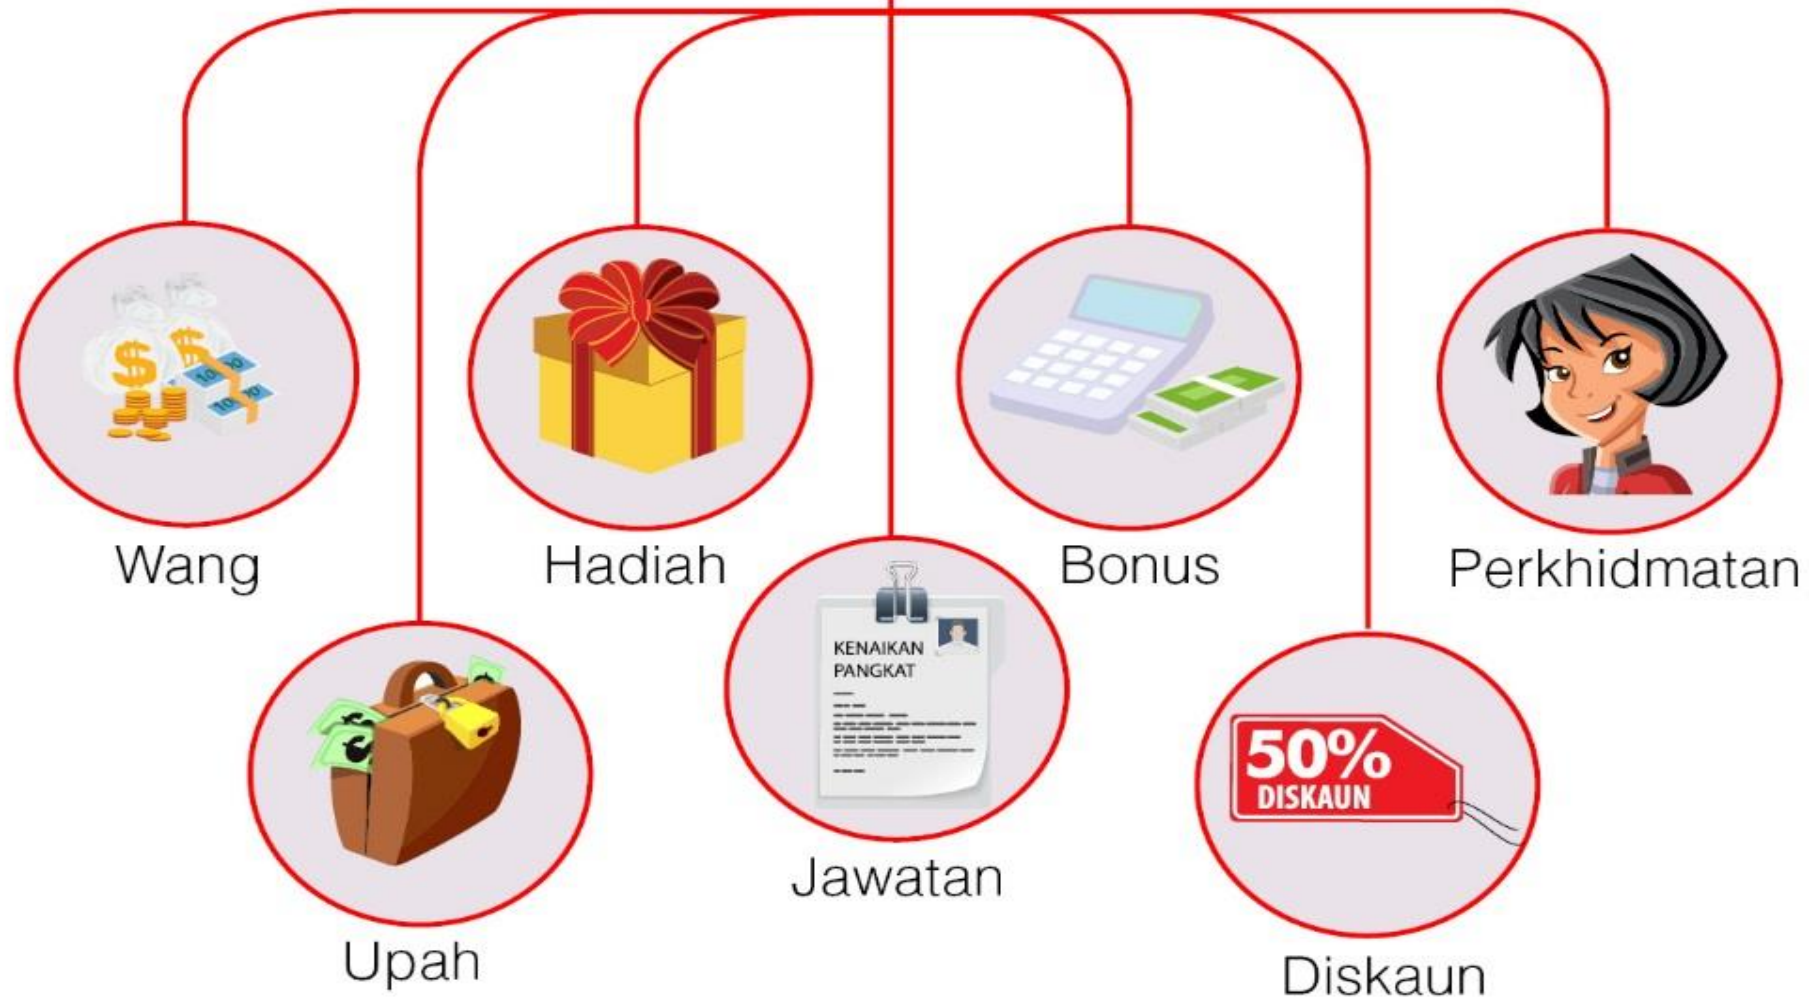 Wang
Hadiah
Bonus
Perkhidmatan
KENAIKAN
PANGKAT
50%
DISKAUN
Jawatan
Upah
Diskaun